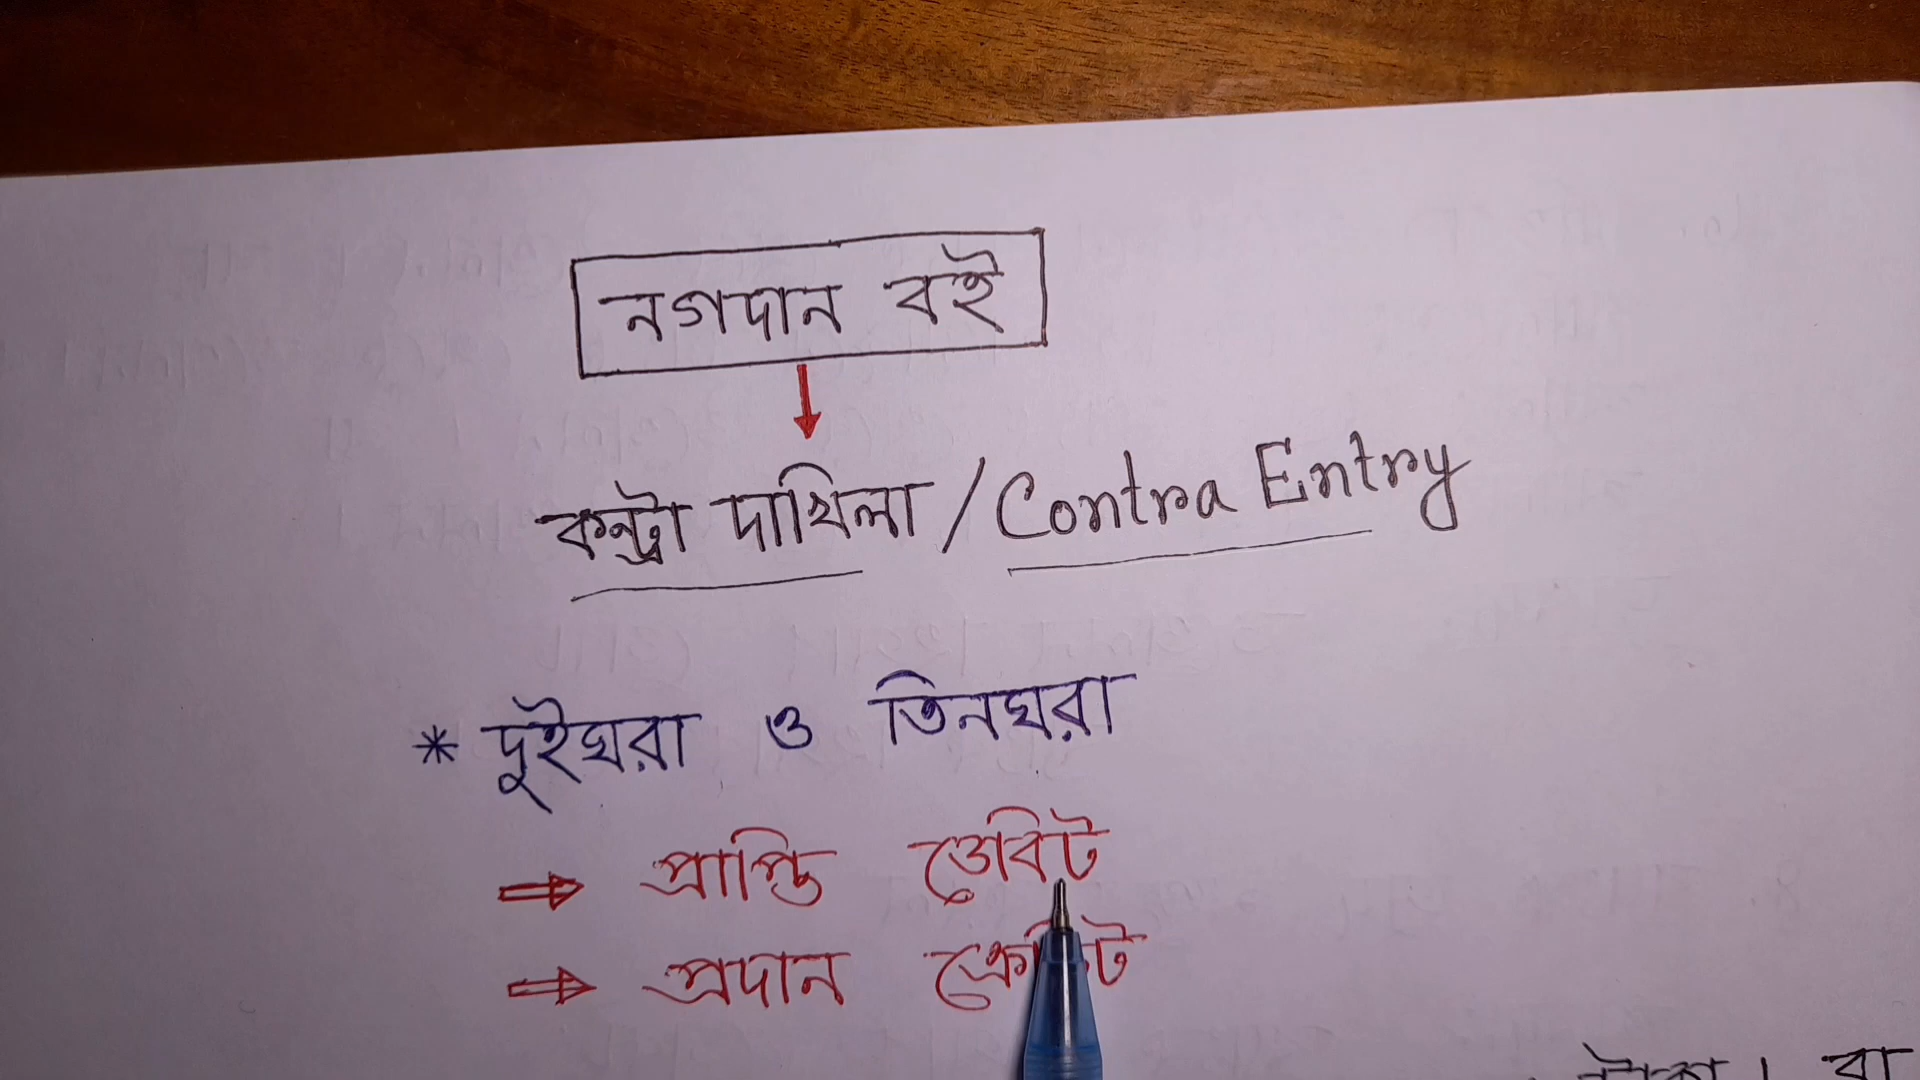 নগদান বই
কন্ট্রা দাখিলা / Contra Entry
* দুইঘরা ও তিনঘরা
⇒ প্রাপ্তি ডেবিট
⇒ প্রদান